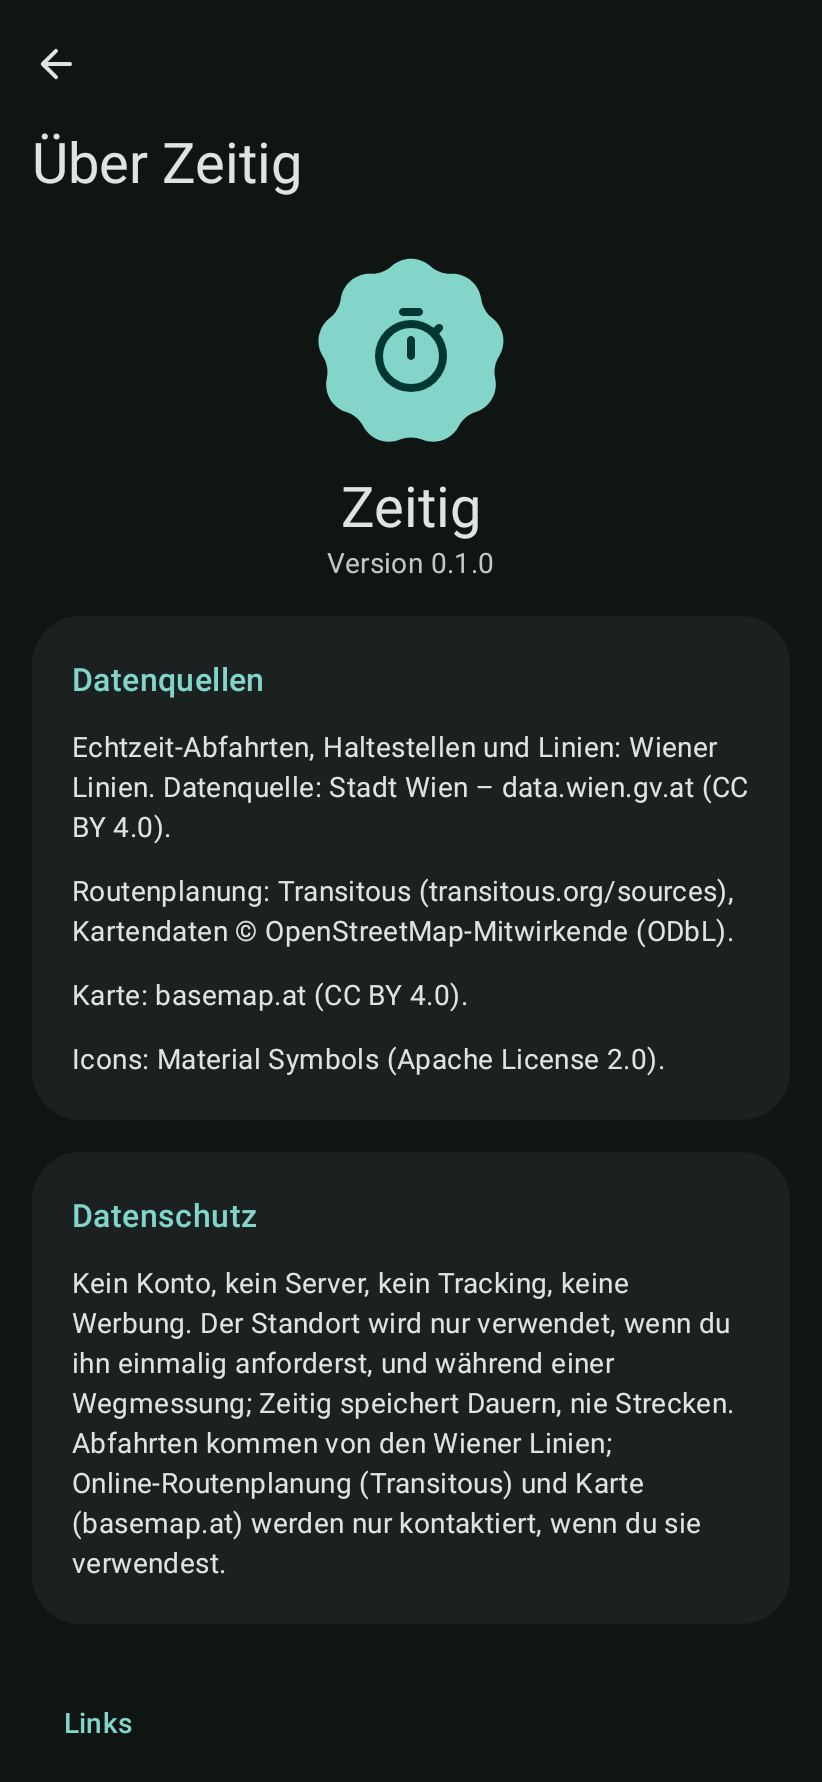 Über Zeitig
Zeitig
Version 0.1.0
Datenquellen
Echtzeit-Abfahrten, Haltestellen und Linien: Wiener
Linien. Datenquelle: Stadt Wien – data.wien.gv.at (CC
BY 4.0).
Routenplanung: Transitous (transitous.org/sources),
Kartendaten © OpenStreetMap-Mitwirkende (ODbL).
Karte: basemap.at (CC BY 4.0).
Icons: Material Symbols (Apache License 2.0).
Datenschutz
Kein Konto, kein Server, kein Tracking, keine
Werbung. Der Standort wird nur verwendet, wenn du
ihn einmalig anforderst, und während einer
Wegmessung; Zeitig speichert Dauern, nie Strecken.
Abfahrten kommen von den Wiener Linien;
Online-Routenplanung (Transitous) und Karte
(basemap.at) werden nur kontaktiert, wenn du sie
verwendest.
Links